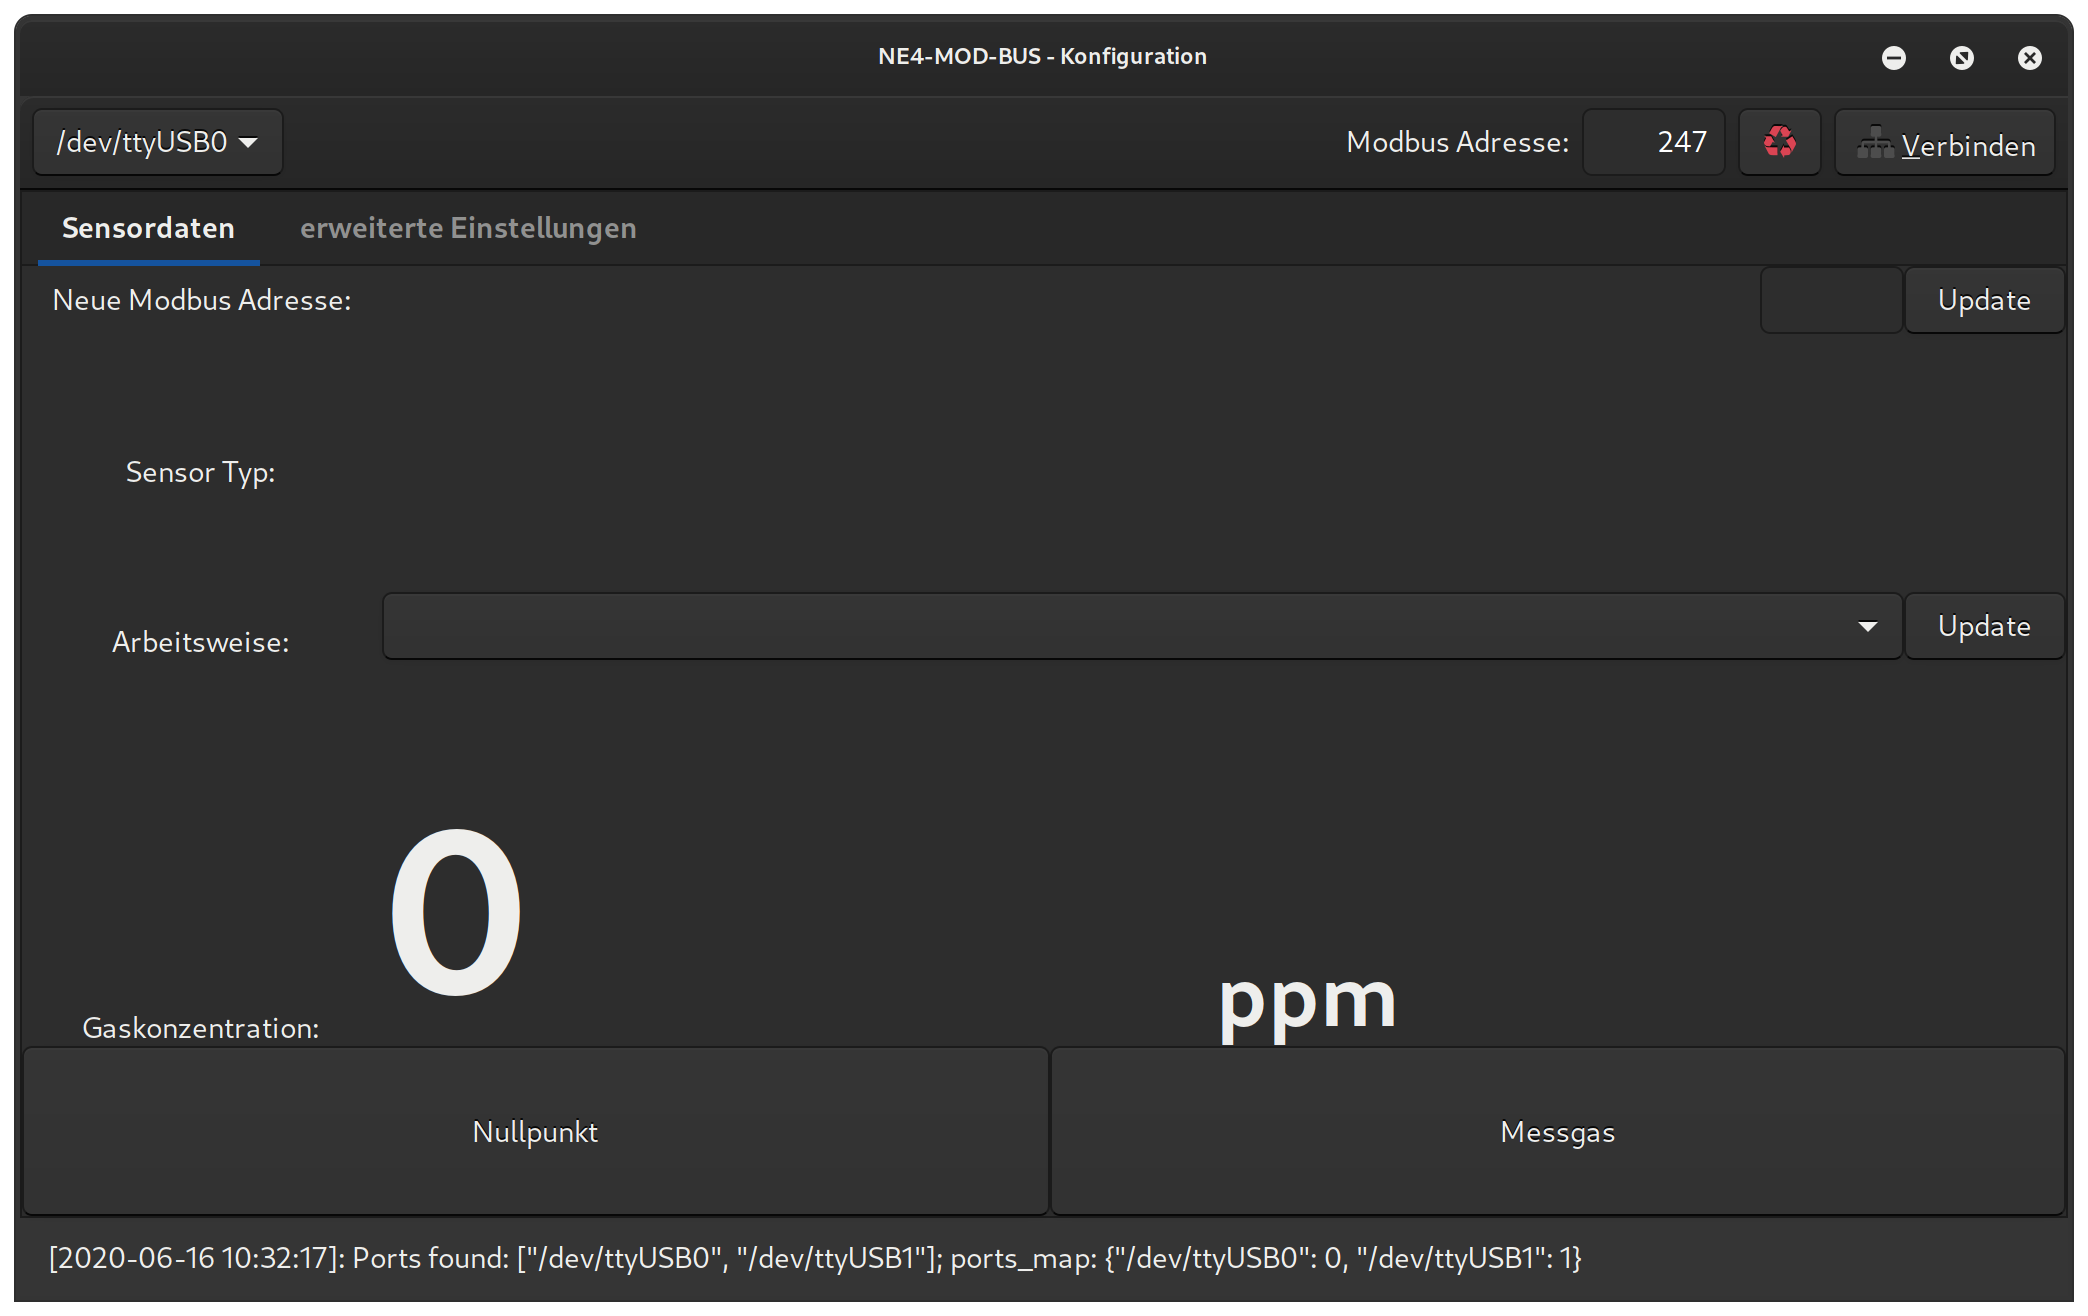 NE4-MOD-BUS - Konfiguration
/dev/ttyUSB0
Modbus Adresse:
247
Verbinden
Sensordaten
erweiterte Einstellungen
Neue Modbus Adresse:
Update
Sensor Typ:
Arbeitsweise:
Update
Gaskonzentration:
0
ppm
Nullpunkt
Messgas
[2020-06-16 10:32:17]: Ports found: ["/dev/ttyUSB0", "/dev/ttyUSB1"]; ports_map: {"/dev/ttyUSB0": 0, "/dev/ttyUSB1": 1}